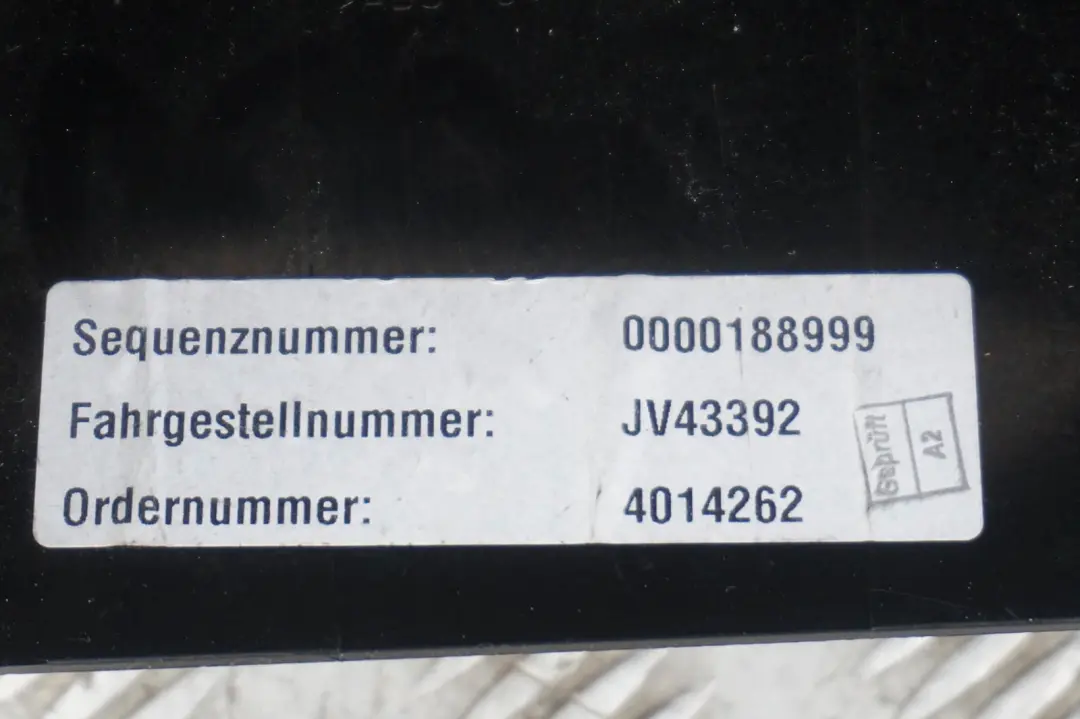 Sequenznummer: 0000188999
Fahrgestellnummer: JV43392
Ordernummer: 4014262
Geprüft
A2